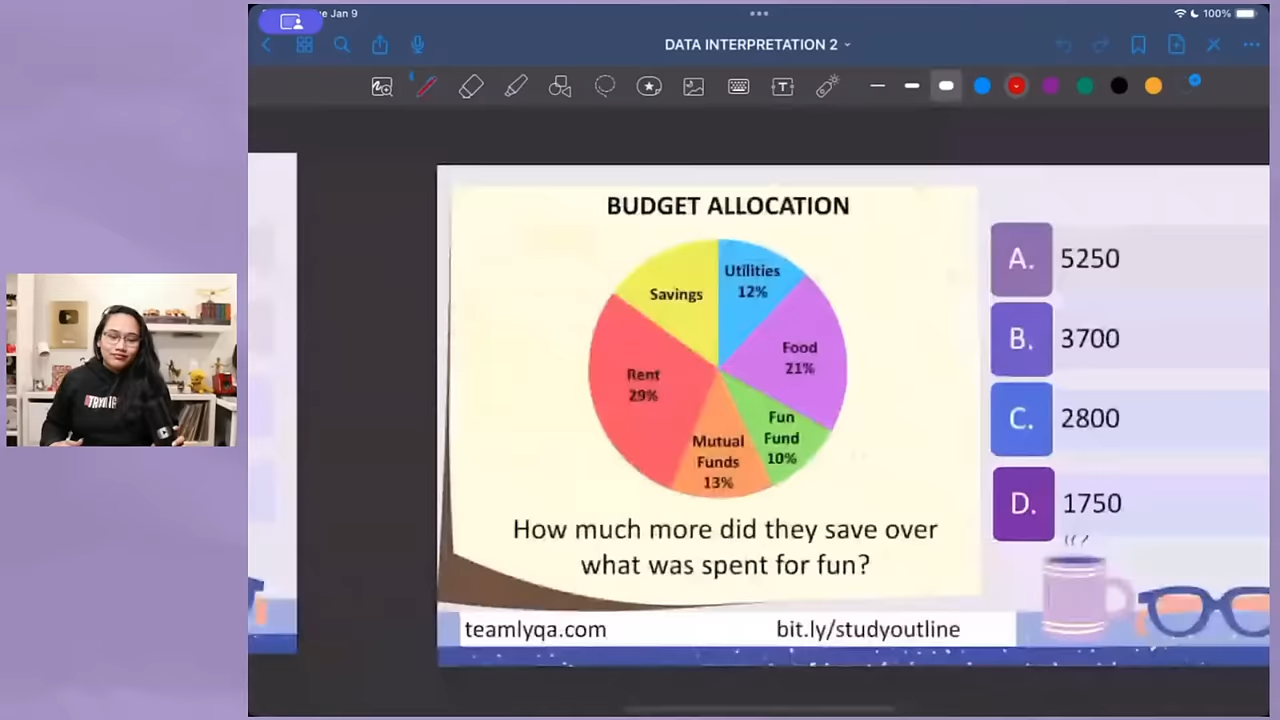 Jan 9
100%
DATA INTERPRETATION 2
T
BUDGET ALLOCATION
Utilities
12%
Savings
Food
21%
Rent
29%
Fun
Fund
10%
Mutual
Funds
13%
How much more did they save over
what was spent for fun?
A. 5250
B. 3700
C. 2800
D. 1750
teamlyqa.com
bit.ly/studyoutline